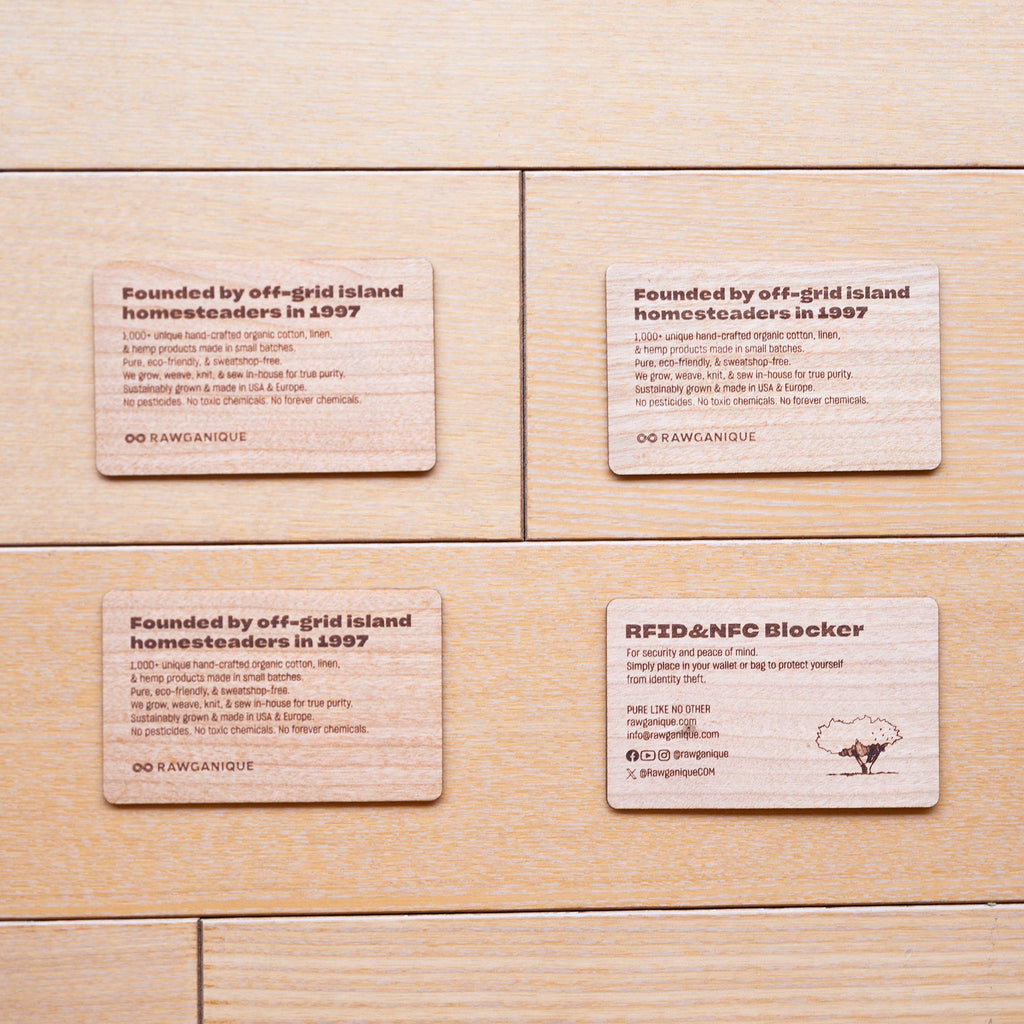 Founded by off-grid island
homesteaders in 1997
1,000+ unique hand-crafted organic cotton, linen,
& hemp products made in small batches.
Pure, eco-friendly, & sweatshop-free.
We grow, weave, knit, & sew in-house for true purity.
Sustainably grown & made in USA & Europe.
No pesticides. No toxic chemicals. No forever chemicals.
RAWGANIQUE
Founded by off-grid island
homesteaders in 1997
1,000+ unique hand-crafted organic cotton, linen,
& hemp products made in small batches.
Pure, eco-friendly, & sweatshop-free.
We grow, weave, knit, & sew in-house for true purity.
Sustainably grown & made in USA & Europe.
No pesticides. No toxic chemicals. No forever chemicals.
RAWGANIQUE
Founded by off-grid island
homesteaders in 1997
1,000+ unique hand-crafted organic cotton, linen,
& hemp products made in small batches.
Pure, eco-friendly, & sweatshop-free.
We grow, weave, knit, & sew in-house for true purity.
Sustainably grown & made in USA & Europe.
No pesticides. No toxic chemicals. No forever chemicals.
RAWGANIQUE
RFID&NFC Blocker
For security and peace of mind.
Simply place in your wallet or bag to protect yourself
from identity theft.
PURE LIKE NO OTHER
rawganique.com
info@rawganique.com
@rawganique
@RawganiqueCOM